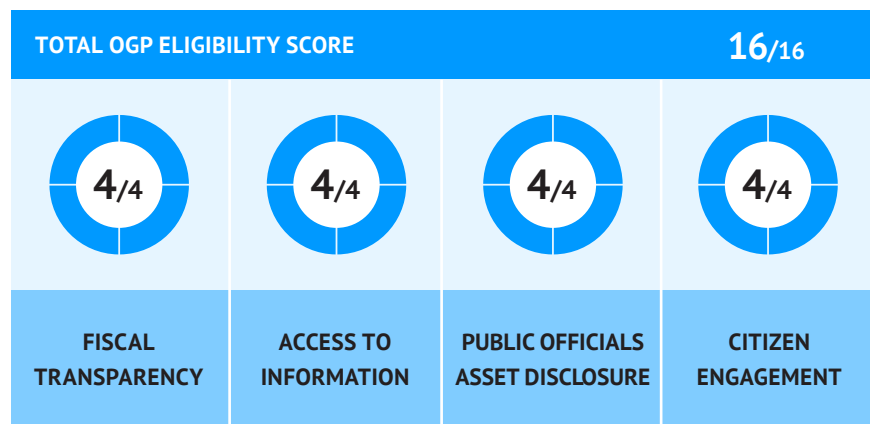 TOTAL OGP ELIGIBILITY SCORE 16/16
4/4 4/4 4/4 4/4
FISCAL
TRANSPARENCY
ACCESS TO
INFORMATION
PUBLIC OFFICIALS
ASSET DISCLOSURE
CITIZEN
ENGAGEMENT